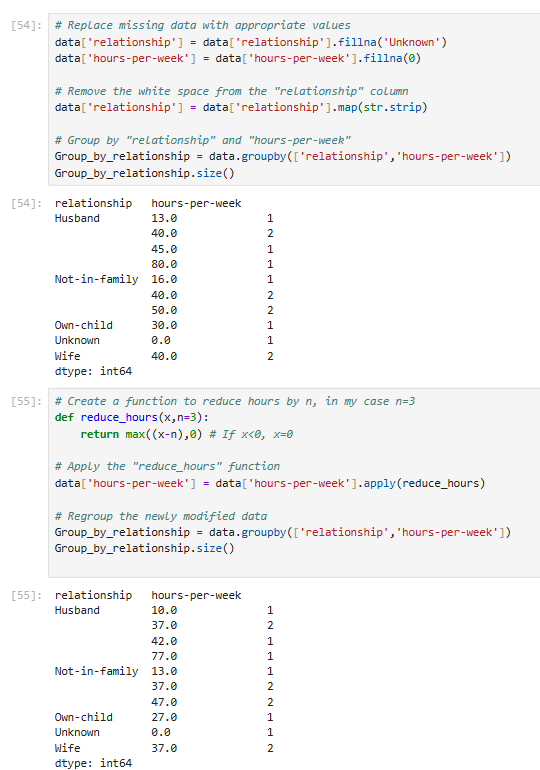 [54]: # Replace missing data with appropriate values
data['relationship'] = data['relationship'].fillna('Unknown')
data['hours-per-week'] = data['hours-per-week'].fillna(0)
# Remove the white space from the "relationship" column
data['relationship'] = data['relationship'].map(str.strip)
# Group by "relationship" and "hours-per-week"
Group_by_relationship = data.groupby(['relationship','hours-per-week'])
Group_by_relationship.size()
[54]: relationship hours-per-week
Husband 13.0 1
40.0 2
45.0 1
80.0 1
Not-in-family 16.0 1
40.0 2
50.0 2
Own-child 30.0 1
Unknown 0.0 1
Wife 40.0 2
dtype: int64
[55]: # Create a function to reduce hours by n, in my case n=3
def reduce_hours(x,n=3):
return max((x-n),0) # If x<0, x=0
# Apply the "reduce_hours" function
data['hours-per-week'] = data['hours-per-week'].apply(reduce_hours)
# Regroup the newly modified data
Group_by_relationship = data.groupby(['relationship','hours-per-week'])
Group_by_relationship.size()
[55]: relationship hours-per-week
Husband 10.0 1
37.0 2
42.0 1
77.0 1
Not-in-family 13.0 1
37.0 2
47.0 2
Own-child 27.0 1
Unknown 0.0 1
Wife 37.0 2
dtype: int64